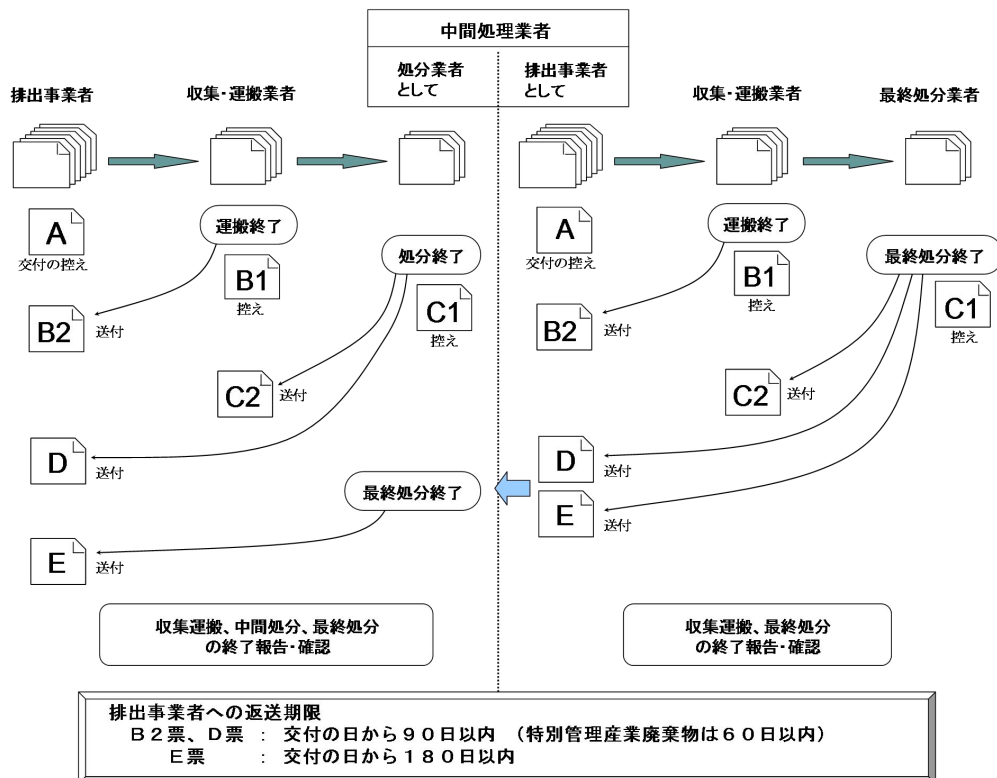 中間処理業者
処分業者
として
排出事業者
として
排出事業者
収集・運搬業者
収集・運搬業者
最終処分業者
A
交付の控え
運搬終了
B1
控え
B2
送付
処分終了
C1
控え
C2
送付
D
送付
最終処分終了
E
送付
A
交付の控え
運搬終了
B1
控え
B2
送付
最終処分終了
C1
控え
C2
送付
D
送付
E
送付
収集運搬、中間処分、最終処分
の終了報告・確認
収集運搬、最終処分
の終了報告・確認
排出事業者への返送期限
B2票、D票 : 交付の日から90日以内 (特別管理産業廃棄物は60日以内)
E票 : 交付の日から180日以内